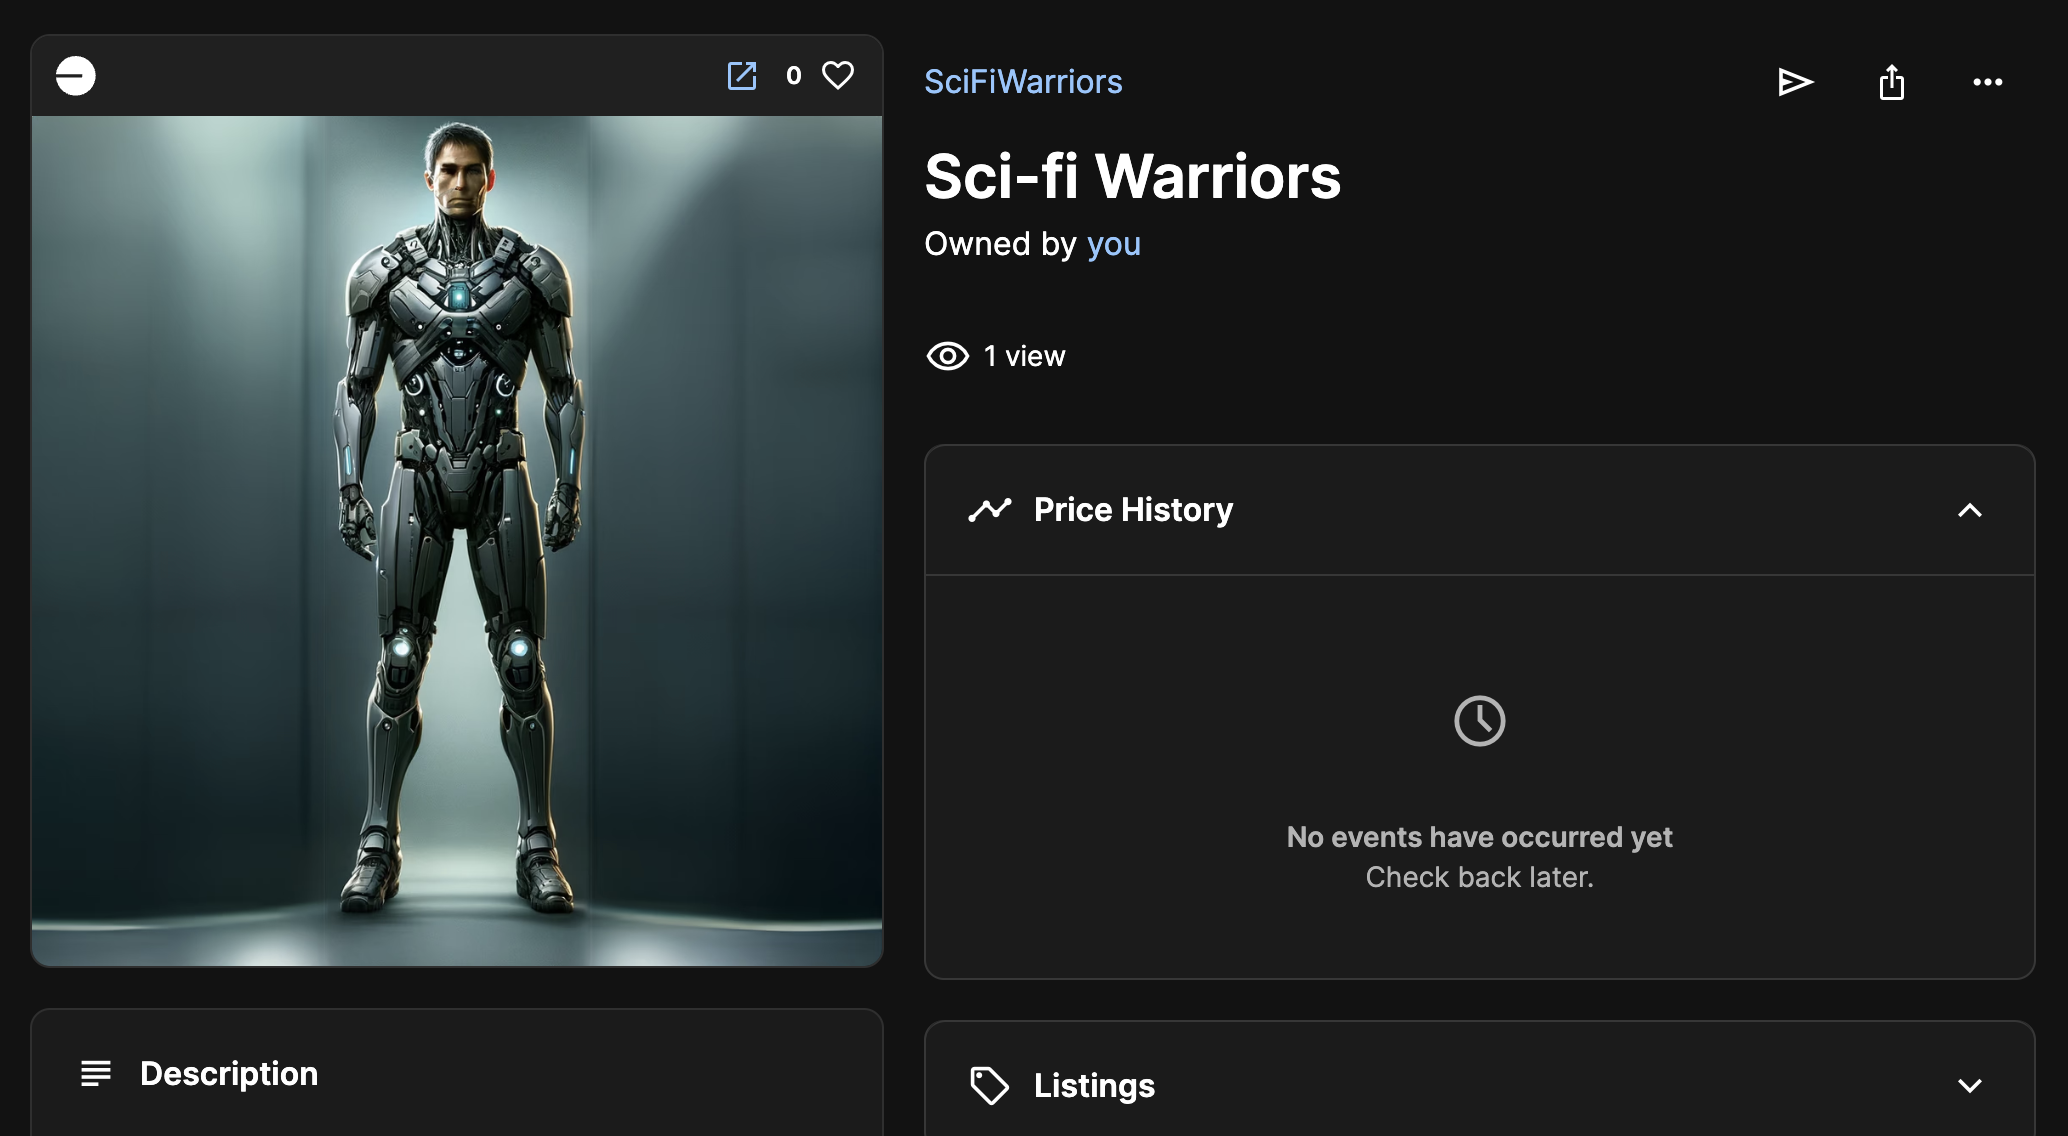 0
SciFiWarriors
Sci-fi Warriors
Owned by you
1 view
Price History
No events have occurred yet
Check back later.
Description
Listings